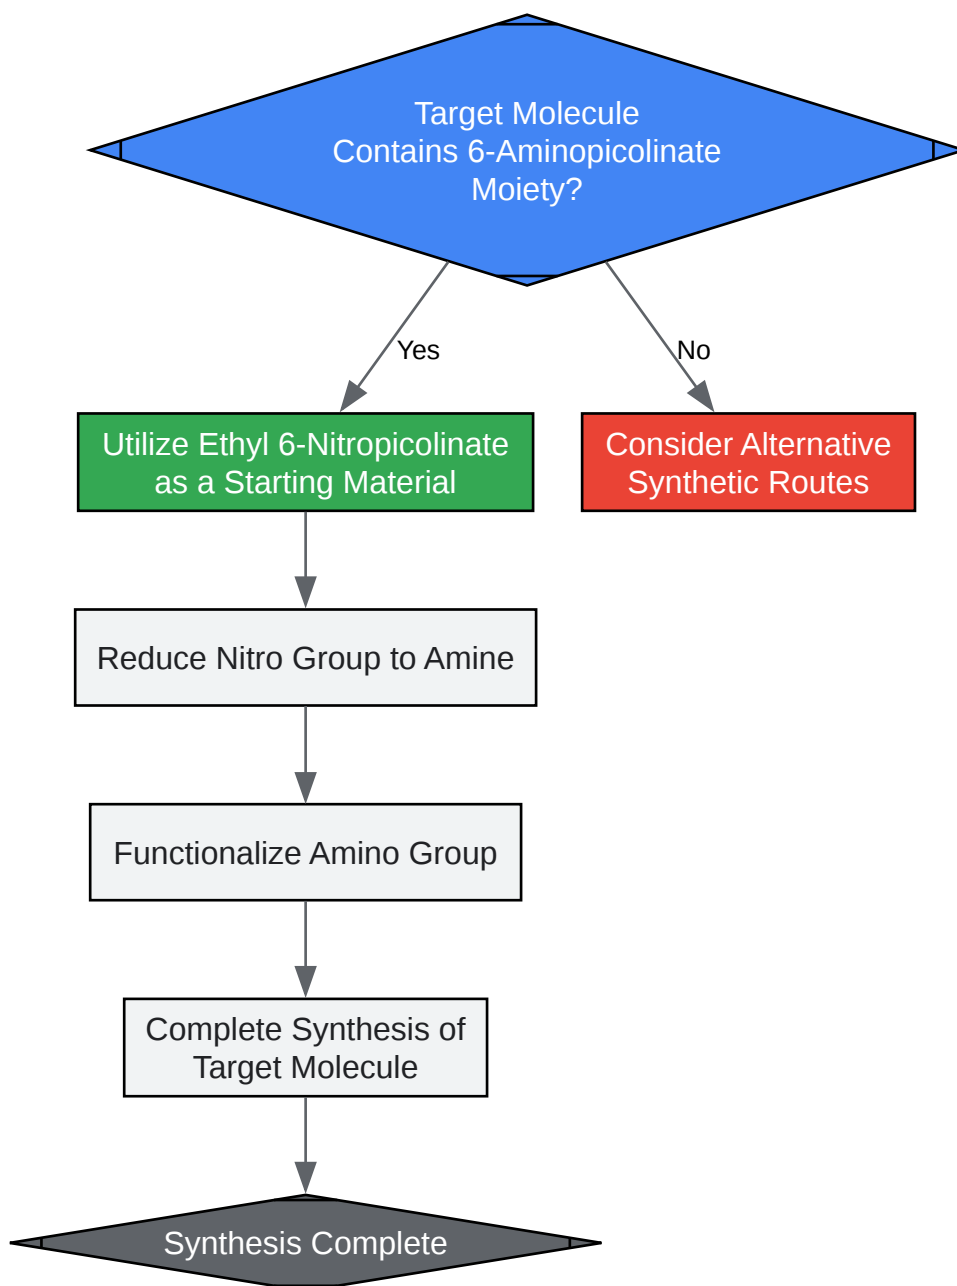 Target Molecule
Contains 6-Aminopicolinate
Moiety?
Yes
No
Utilize Ethyl 6-Nitropicolinate
as a Starting Material
Consider Alternative
Synthetic Routes
Reduce Nitro Group to Amine
Functionalize Amino Group
Complete Synthesis of
Target Molecule
Synthesis Complete